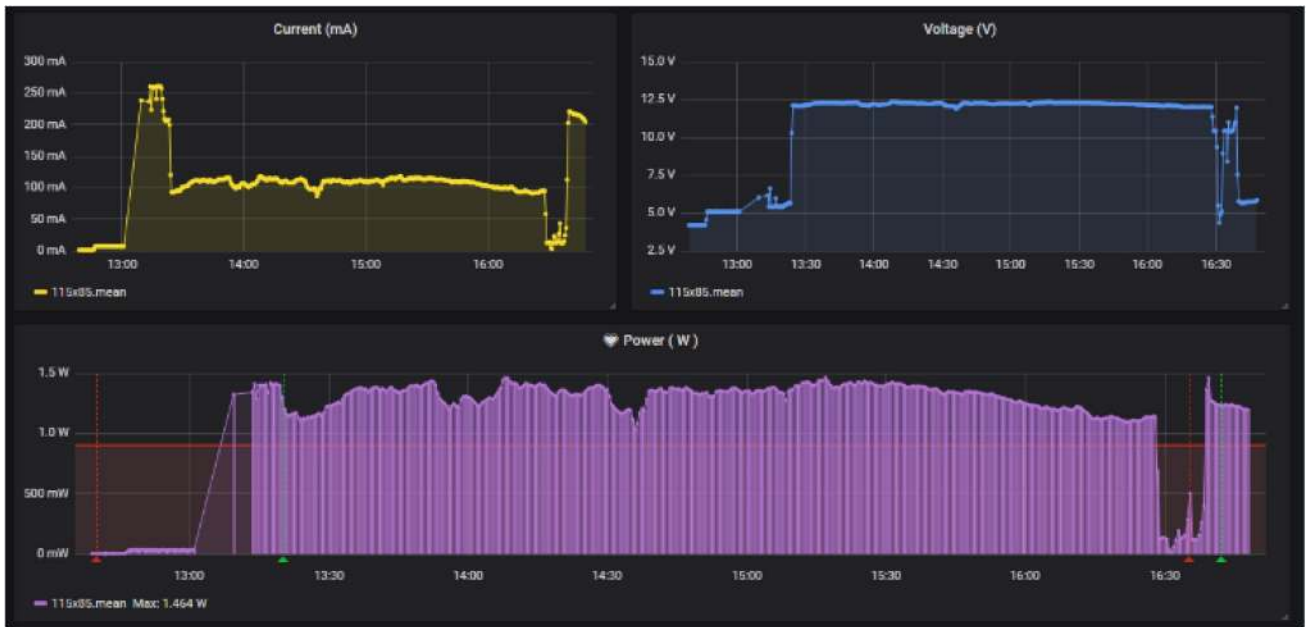 Current (mA)
300 mA
250 mA
200 mA
150 mA
100 mA
50 mA
0 mA
13:00 14:00 15:00 16:00
115x85.mean
Voltage (V)
15.0 V
12.5 V
10.0 V
7.5 V
5.0 V
2.5 V
13:00 13:30 14:00 14:30 15:00 15:30 16:00 16:30
115x85.mean
Power ( W )
1.5 W
1.0 W
500 mW
0 mW
13:00 13:30 14:00 14:30 15:00 15:30 16:00 16:30
115x85.mean Max: 1.464 W